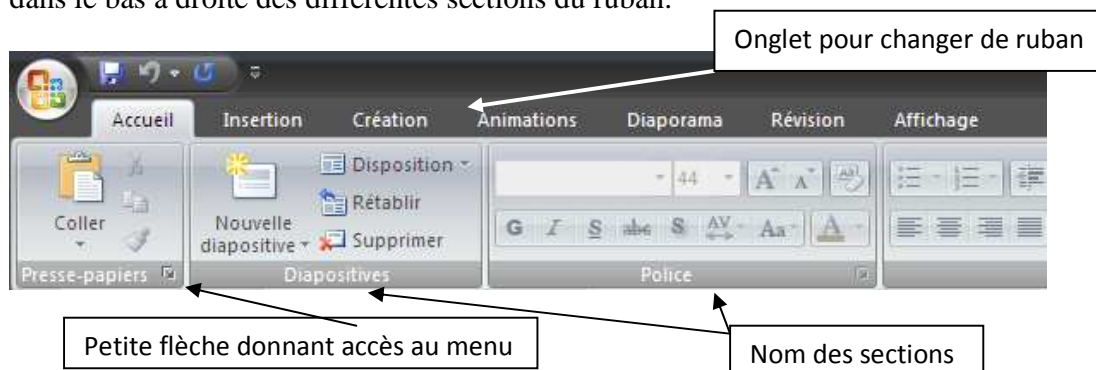 dans le bas à droite des différentes sections du ruban.
Onglet pour changer de ruban
Accueil Insertion Création Animations Diaporama Révision Affichage
Disposition
44 A A
Rétablir
Coller Nouvelle
diapositive
G I S abc S AV Aa A
Supprimer
Presse-papiers Diapositives Police
Petite flèche donnant accès au menu
Nom des sections